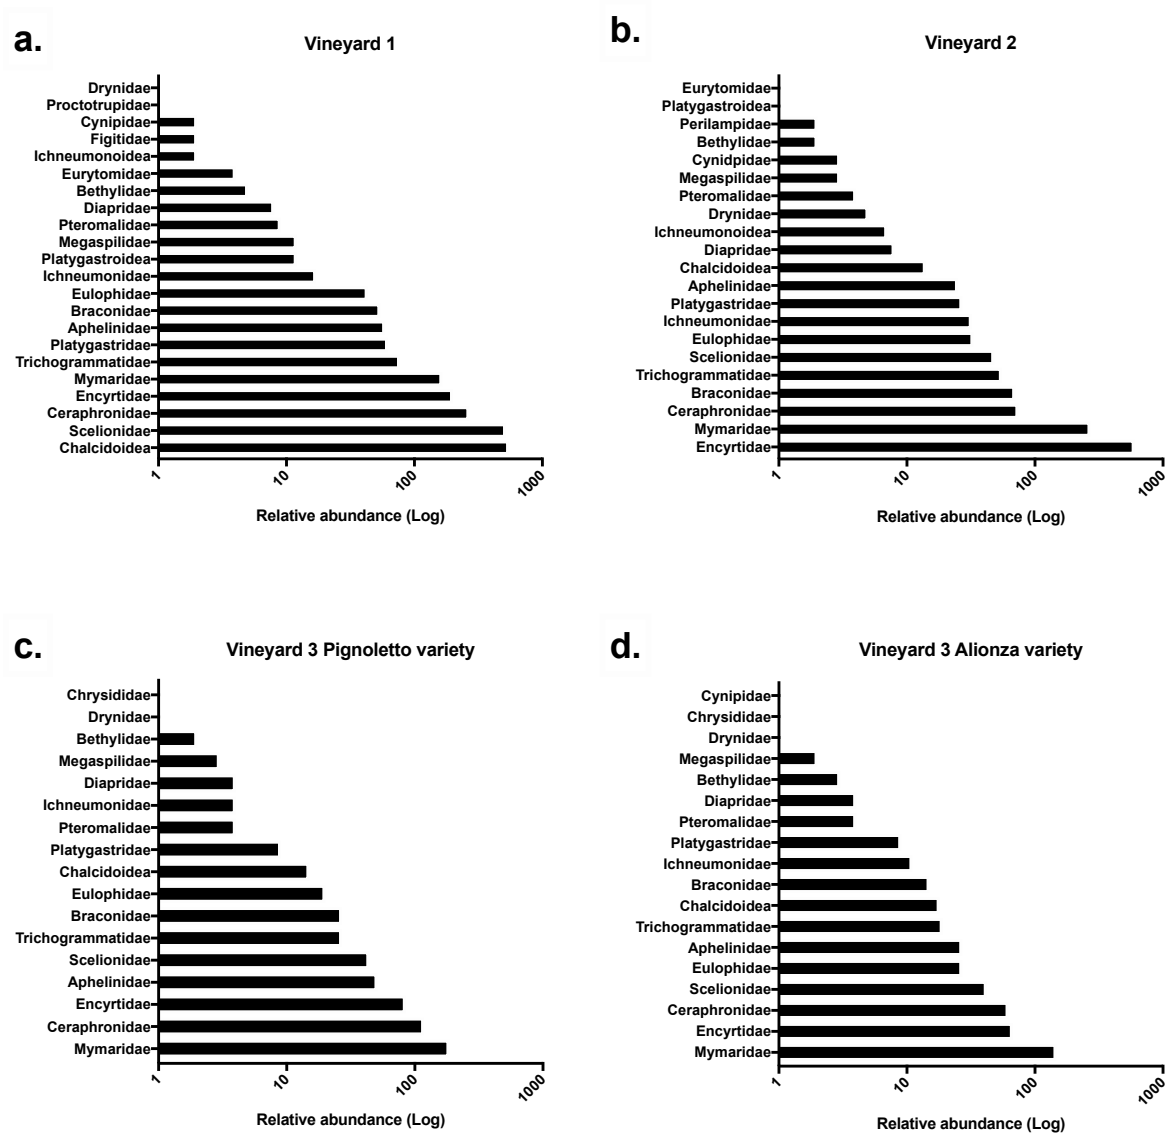 a.
Vineyard 1
Drynidae
Proctotrupidae
Cynipidae
Figitidae
Ichneumonoidea
Eurytomidae
Bethylidae
Diapridae
Pteromalidae
Megaspilidae
Platygastroidea
Ichneumonidae
Eulophidae
Braconidae
Aphelinidae
Platygastridae
Trichogrammatidae
Mymaridae
Encyrtidae
Ceraphronidae
Scelionidae
Chalcidoidea
1 10 100 1000
Relative abundance (Log)
b.
Vineyard 2
Eurytomidae
Platygastroidea
Perilampidae
Bethylidae
Cynidpidae
Megaspilidae
Pteromalidae
Drynidae
Ichneumonoidea
Diapridae
Chalcidoidea
Aphelinidae
Platygastridae
Ichneumonidae
Eulophidae
Scelionidae
Trichogrammatidae
Braconidae
Ceraphronidae
Mymaridae
Encyrtidae
1 10 100 1000
Relative abundance (Log)
c.
Vineyard 3 Pignoletto variety
Chrysididae
Drynidae
Bethylidae
Megaspilidae
Diapridae
Ichneumonidae
Pteromalidae
Platygastridae
Chalcidoidea
Eulophidae
Braconidae
Trichogrammatidae
Scelionidae
Aphelinidae
Encyrtidae
Ceraphronidae
Mymaridae
1 10 100 1000
Relative abundance (Log)
d.
Vineyard 3 Alionza variety
Cynipidae
Chrysididae
Drynidae
Megaspilidae
Bethylidae
Diapridae
Pteromalidae
Platygastridae
Ichneumonidae
Braconidae
Chalcidoidea
Trichogrammatidae
Aphelinidae
Eulophidae
Scelionidae
Ceraphronidae
Encyrtidae
Mymaridae
1 10 100 1000
Relative abundance (Log)